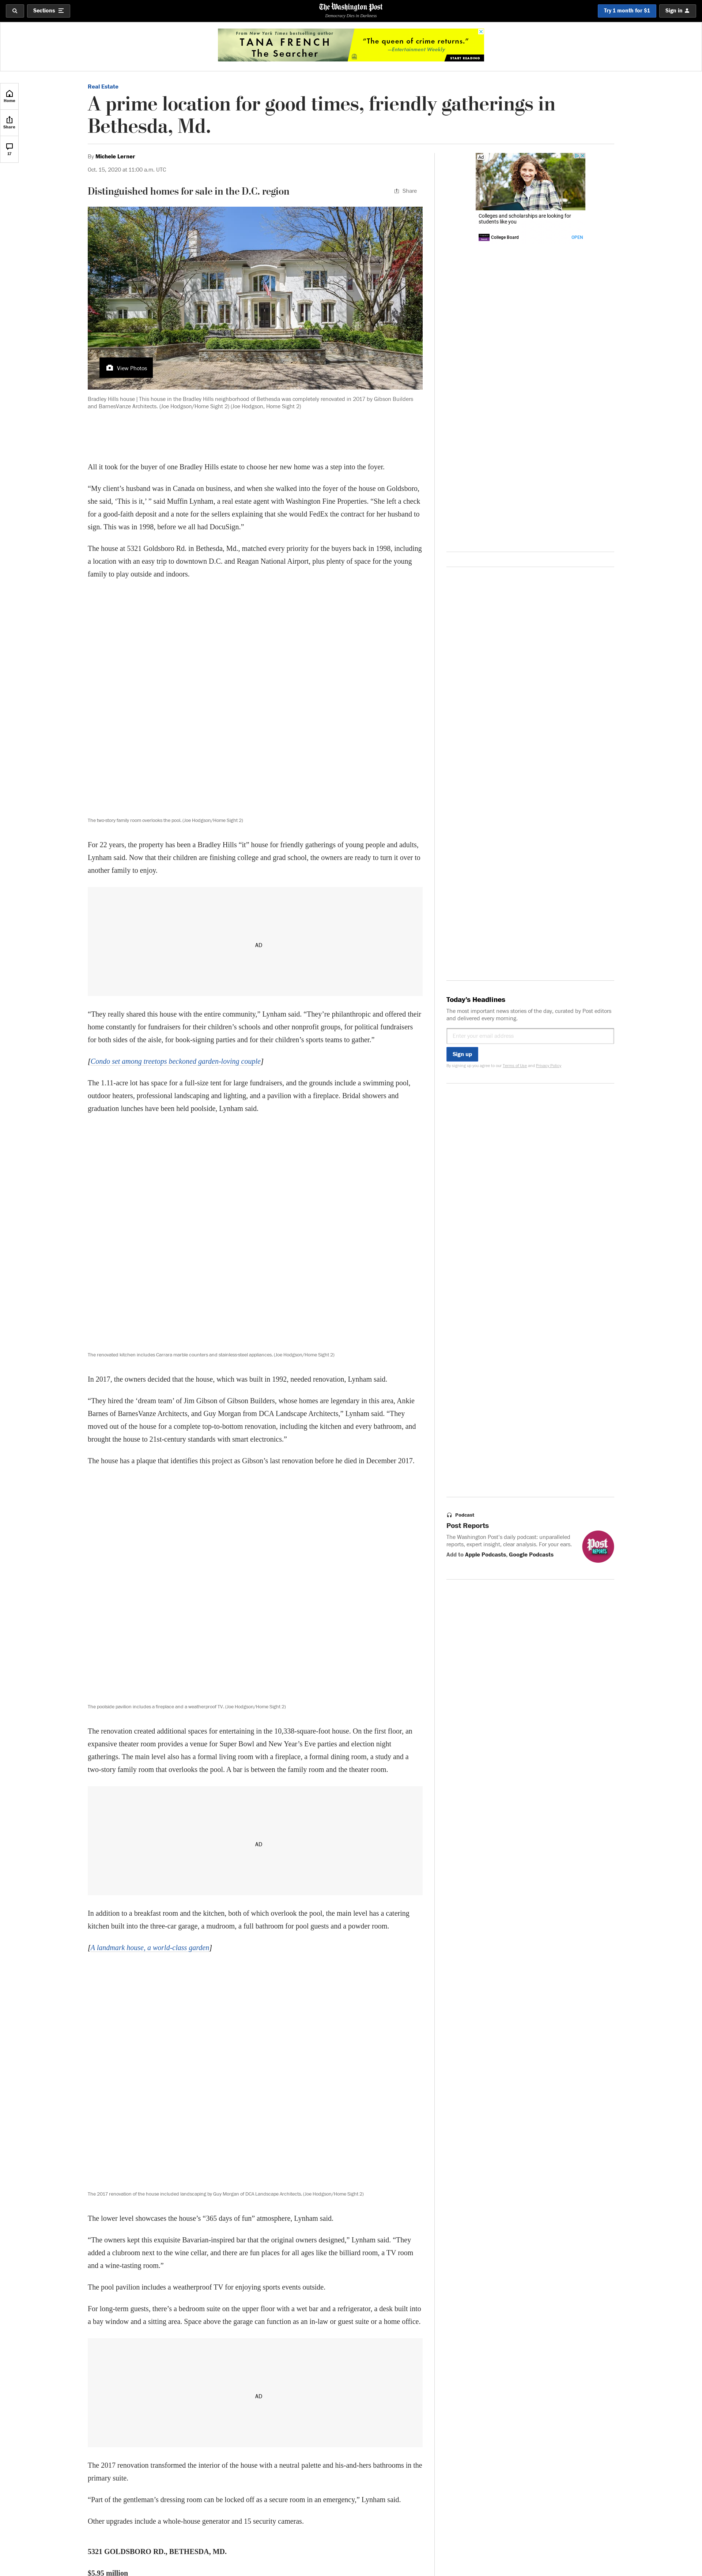 Sections
The Washington Post
Democracy Dies in Darkness
Try 1 month for $1
Sign in
From New York Times bestselling author
TANA FRENCH
The Searcher
“The queen of crime returns.”
—Entertainment Weekly
START READING
Home
Share
17
Real Estate
A prime location for good times, friendly gatherings in
Bethesda, Md.
By Michele Lerner
Oct. 15, 2020 at 11:00 a.m. UTC
Distinguished homes for sale in the D.C. region
Share
View Photos
Bradley Hills house | This house in the Bradley Hills neighborhood of Bethesda was completely renovated in 2017 by Gibson Builders
and BarnesVanze Architects. (Joe Hodgson/Home Sight 2) (Joe Hodgson, Home Sight 2)
Ad
Colleges and scholarships are looking for
students like you
College Board
OPEN
All it took for the buyer of one Bradley Hills estate to choose her new home was a step into the foyer.
“My client’s husband was in Canada on business, and when she walked into the foyer of the house on Goldsboro,
she said, ‘This is it,’ ” said Muffin Lynham, a real estate agent with Washington Fine Properties. “She left a check
for a good-faith deposit and a note for the sellers explaining that she would FedEx the contract for her husband to
sign. This was in 1998, before we all had DocuSign.”
The house at 5321 Goldsboro Rd. in Bethesda, Md., matched every priority for the buyers back in 1998, including
a location with an easy trip to downtown D.C. and Reagan National Airport, plus plenty of space for the young
family to play outside and indoors.
The two-story family room overlooks the pool. (Joe Hodgson/Home Sight 2)
For 22 years, the property has been a Bradley Hills “it” house for friendly gatherings of young people and adults,
Lynham said. Now that their children are finishing college and grad school, the owners are ready to turn it over to
another family to enjoy.
AD
“They really shared this house with the entire community,” Lynham said. “They’re philanthropic and offered their
home constantly for fundraisers for their children’s schools and other nonprofit groups, for political fundraisers
for both sides of the aisle, for book-signing parties and for their children’s sports teams to gather.”
[Condo set among treetops beckoned garden-loving couple]
The 1.11-acre lot has space for a full-size tent for large fundraisers, and the grounds include a swimming pool,
outdoor heaters, professional landscaping and lighting, and a pavilion with a fireplace. Bridal showers and
graduation lunches have been held poolside, Lynham said.
Today’s Headlines
The most important news stories of the day, curated by Post editors
and delivered every morning.
Enter your email address
Sign up
By signing up you agree to our Terms of Use and Privacy Policy
The renovated kitchen includes Carrera marble counters and stainless-steel appliances. (Joe Hodgson/Home Sight 2)
In 2017, the owners decided that the house, which was built in 1992, needed renovation, Lynham said.
“They hired the ‘dream team’ of Jim Gibson of Gibson Builders, whose homes are legendary in this area, Ankie
Barnes of BarnesVanze Architects, and Guy Morgan from DCA Landscape Architects,” Lynham said. “They
moved out of the house for a complete top-to-bottom renovation, including the kitchen and every bathroom, and
brought the house to 21st-century standards with smart electronics.”
The house has a plaque that identifies this project as Gibson’s last renovation before he died in December 2017.
Podcast
Post Reports
The Washington Post’s daily podcast: unparalleled
reports, expert insight, clear analysis. For your ears.
Add to Apple Podcasts, Google Podcasts
Post
REPORTS
The poolside pavilion includes a fireplace and a weatherproof TV. (Joe Hodgson/Home Sight 2)
The renovation created additional spaces for entertaining in the 10,338-square-foot house. On the first floor, an
expansive theater room provides a venue for Super Bowl and New Year’s Eve parties and election night
gatherings. The main level also has a formal living room with a fireplace, a formal dining room, a study and a
two-story family room that overlooks the pool. A bar is between the family room and the theater room.
AD
In addition to a breakfast room and the kitchen, both of which overlook the pool, the main level has a catering
kitchen built into the three-car garage, a mudroom, a full bathroom for pool guests and a powder room.
[A landmark house, a world-class garden]
The 2017 reinovation of the house included landscaping by Guy Morgan of DCA Landscape Architects. (Joe Hodgson/Home Sight 2)
The lower level showcases the house’s “365 days of fun” atmosphere, Lynham said.
“The owners kept this exquisite Bavarian-inspired bar that the original owners designed,” Lynham said. “They
added a clubroom next to the wine cellar, and there are fun places for all ages like the billiard room, a TV room
and a wine-tasting room.”
The pool pavilion includes a weatherproof TV for enjoying sports events outside.
For long-term guests, there’s a bedroom suite on the upper floor with a wet bar and a refrigerator, a desk built into
a bay window and a sitting area. Space above the garage can function as an in-law or guest suite or a home office.
AD
The 2017 renovation transformed the interior of the house with a neutral palette and his-and-hers bathrooms in the
primary suite.
“Part of the gentleman’s dressing room can be locked off as a secure room in an emergency,” Lynham said.
Other upgrades include a whole-house generator and 15 security cameras.
5321 GOLDSBORO RD., BETHESDA, MD.
$5.95 million